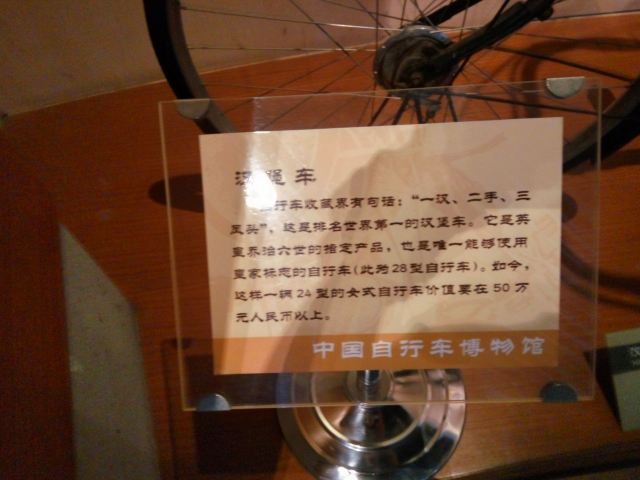 汉堡车
自行车收藏界有句话：“一汉、二手、三
凤头”，这是排名世界第一的汉堡车。它是英
皇乔治六世的指定产品，也是唯一能够使用
皇家标志的自行车（此为28型自行车）。如今，
这样一辆24型的女式自行车价值要在50万
元人民币以上。
中国自行车博物馆